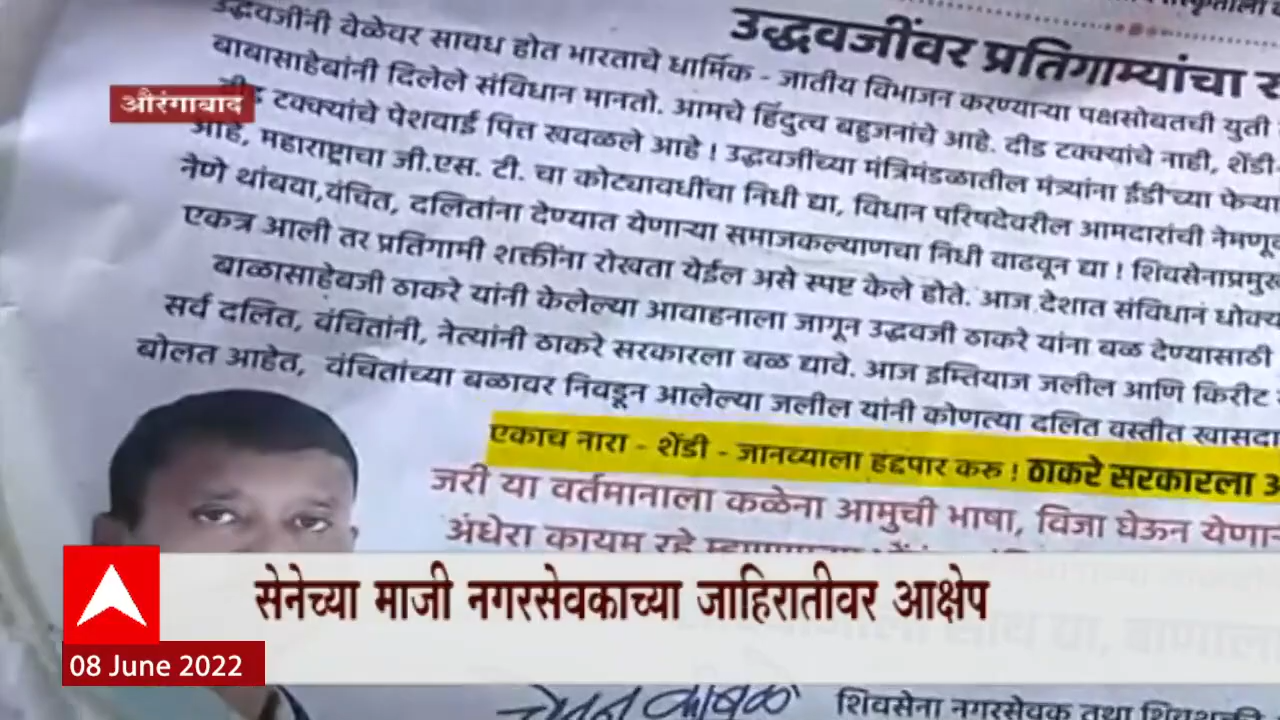 उद्धवजींवर प्रतिगाम्यांचा
उद्धवजींनी वेळेवर सावध होत भारताचे धार्मिक - जातीय विभाजन करण्याऱ्या पक्षसोबतची युती
बाबासाहेबांनी दिलेले संविधान मानतो. आमचे हिंदुत्व बहुजनांचे आहे. दीड टक्क्यांचे नाही, शेंडी
दीड टक्क्यांचे पेशवाई पित्त खवळले आहे ! उद्धवजींच्या मंत्रिमंडळातील मंत्र्यांना ईडीच्या फेऱ्या
आहे, महाराष्ट्राचा जी.एस. टी. चा कोट्यावधींचा निधी द्या, विधान परिषदेवरील आमदारांची नेमणूक
नेणे थांबवा,वंचित, दलितांना देण्यात येणाऱ्या समाजकल्याणचा निधी वाढवून द्या ! शिवसेनाप्रमुख
एकत्र आली तर प्रतिगामी शक्तींना रोखता येईल असे स्पष्ट केले होते. आज देशात संविधानं धोक्या
बाळासाहेबजी ठाकरे यांनी केलेल्या आवाहनाला जागून उद्धवजी ठाकरे यांना बळ देण्यासाठी
सर्व दलित, वंचितांनी, नेत्यांनी ठाकरे सरकारला बळ द्यावे. आज इम्तियाज जलील आणि किरीट
बोलत आहेत, वंचितांच्या बळावर निवडून आलेल्या जलील यांनी कोणत्या दलित वस्तीत खासदा
एकाच नारा - शेंडी - जानव्याला हद्दपार करु ! ठाकरे सरकारला
जरी या वर्तमानाला कळेना आमुची भाषा, विजा घेऊन येणाऱ
अंधेरा कायम रहे
औरंगाबाद
सेनेच्या माजी नगरसेवकाच्या जाहिरातीवर आक्षेप
08 June 2022
शिवसेना नगरसेवक तथा